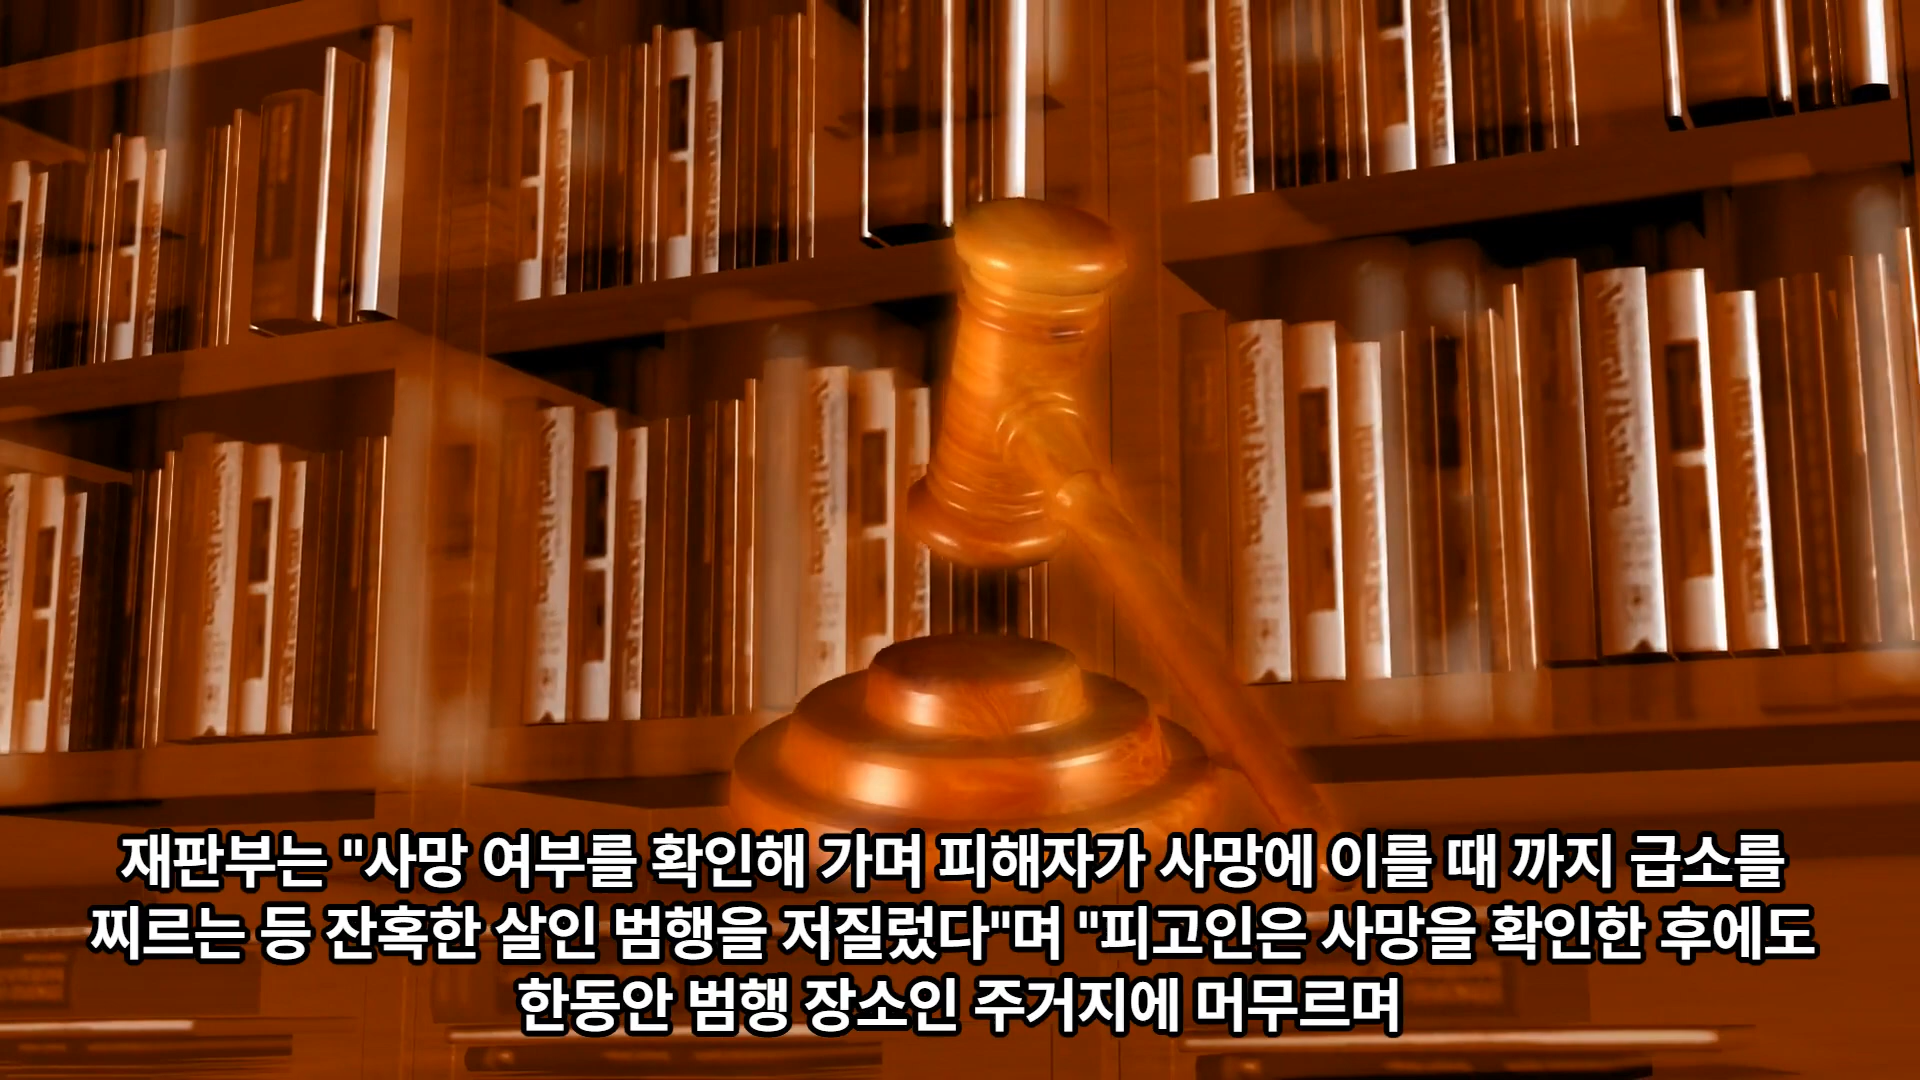 재판부는 "사망 여부를 확인해 가며 피해자가 사망에 이를 때 까지 급소를
찌르는 등 잔혹한 살인 범행을 저질렀다"며 "피고인은 사망을 확인한 후에도
한동안 범행 장소인 주거지에 머무르며